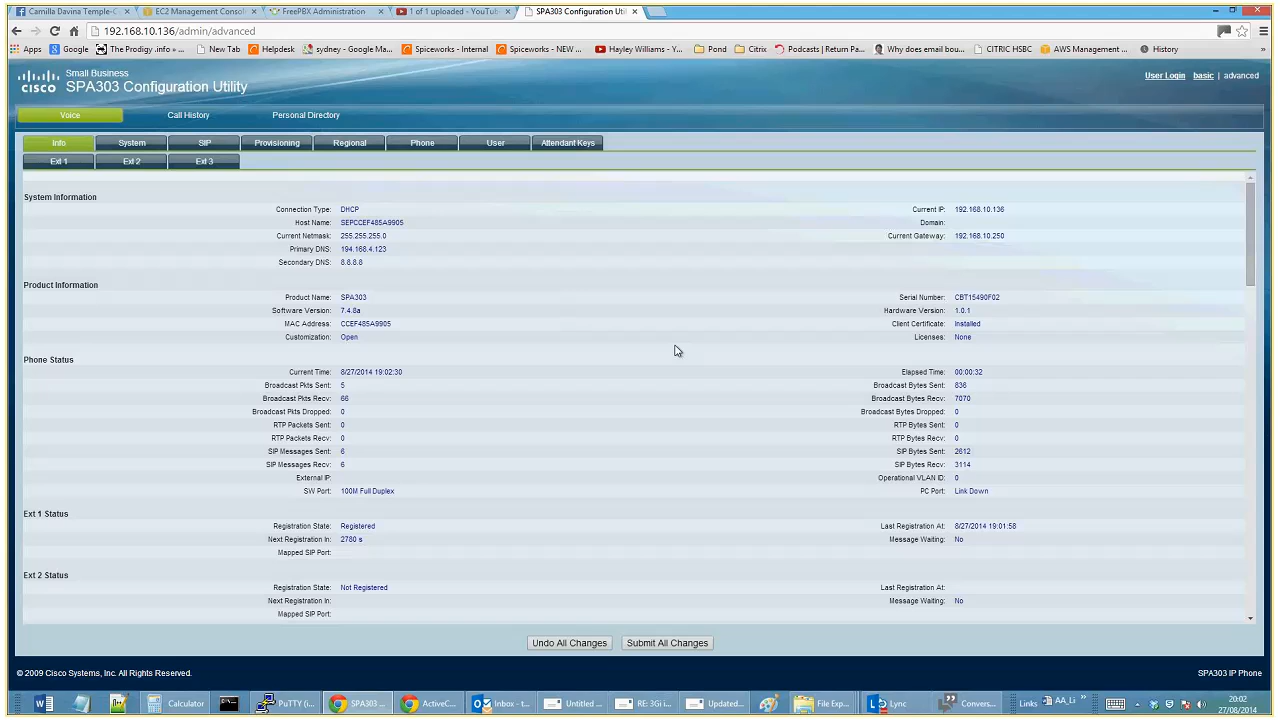 Camilla Davina Temple-C
EC2 Management Consol
FreePBX Administration
1 of 1 uploaded - YouTub
SPA303 Configuration Util
192.168.10.136/admin/advanced
Apps
Google
The Prodigy .info » ...
New Tab
Helpdesk
sydney - Google Ma...
Spiceworks - Internal
Spiceworks - NEW ...
Hayley Williams - Y...
Pond
Citrix
Podcasts | Return Pa...
Why does email bou...
CITRIC HSBC
AWS Management ...
History
»
Small Business
cisco SPA303 Configuration Utility
User Login basic | advanced
Voice Call History Personal Directory
Info System SIP Provisioning Regional Phone User Attendant Keys
Ext 1 Ext 2 Ext 3
System Information
Connection Type: DHCP Current IP: 192.168.10.136
Host Name: SEPCCEF485A9905 Domain:
Current Netmask: 255.255.255.0 Current Gateway: 192.168.10.250
Primary DNS: 194.168.4.123
Secondary DNS: 8.8.8.8
Product Information
Product Name: SPA303 Serial Number: CBT15490F02
Software Version: 7.4.8a Hardware Version: 1.0.1
MAC Address: CCEF485A9905 Client Certificate: Installed
Customization: Open Licenses: None
Phone Status
Current Time: 8/27/2014 19:02:30 Elapsed Time: 00:00:32
Broadcast Pkts Sent: 5 Broadcast Bytes Sent: 836
Broadcast Pkts Recv: 66 Broadcast Bytes Recv: 7070
Broadcast Pkts Dropped: 0 Broadcast Bytes Dropped: 0
RTP Packets Sent: 0 RTP Bytes Sent: 0
RTP Packets Recv: 0 RTP Bytes Recv: 0
SIP Messages Sent: 6 SIP Bytes Sent: 2612
SIP Messages Recv: 6 SIP Bytes Recv: 3114
External IP: Operational VLAN ID: 0
SW Port: 100M Full Duplex PC Port: Link Down
Ext 1 Status
Registration State: Registered Last Registration At: 8/27/2014 19:01:58
Next Registration In: 2780 s Message Waiting: No
Mapped SIP Port:
Ext 2 Status
Registration State: Not Registered Last Registration At:
Next Registration In: Message Waiting: No
Mapped SIP Port:
Undo All Changes Submit All Changes
© 2009 Cisco Systems, Inc. All Rights Reserved. SPA303 IP Phone
Calculator
PuTTY (i...
SPA303 ...
ActiveC...
Inbox - t...
Untitled ...
RE: 3Gi i...
Updated...
File Exp...
Lync
Convers...
Links
AA_Li
»
20:02
27/08/2014